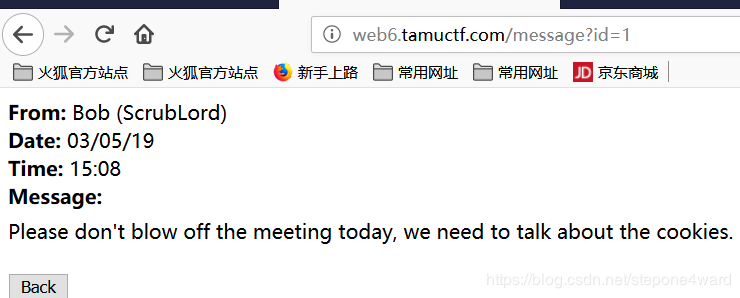 web6.tamuctf.com/message?id=1
火狐官方站点 火狐官方站点 新手上路 常用网址 常用网址 JD 京东商城
From: Bob (ScrubLord)
Date: 03/05/19
Time: 15:08
Message:
Please don't blow off the meeting today, we need to talk about the cookies.
Back
https://blog.csdn.net/stepone4ward